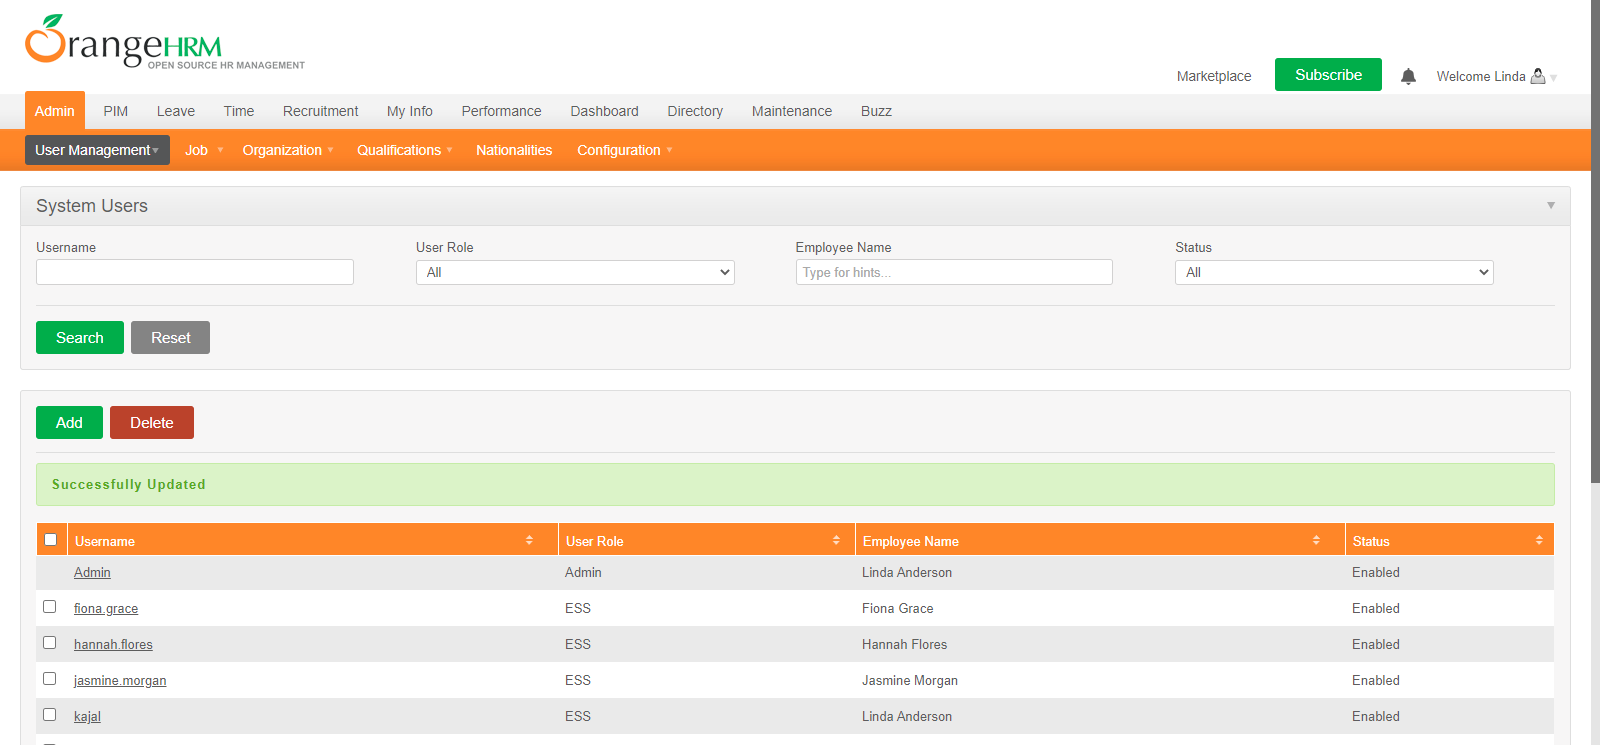 OrangeHRM
OPEN SOURCE HR MANAGEMENT
Marketplace Subscribe Welcome Linda
Admin PIM Leave Time Recruitment My Info Performance Dashboard Directory Maintenance Buzz
User Management Job Organization Qualifications Nationalities Configuration
System Users
Username User Role Employee Name Status
All Type for hints... All
Search Reset
Add Delete
Successfully Updated
Username User Role Employee Name Status
Admin Admin Linda Anderson Enabled
fiona.grace ESS Fiona Grace Enabled
hannah.flores ESS Hannah Flores Enabled
jasmine.morgan ESS Jasmine Morgan Enabled
kajal ESS Linda Anderson Enabled